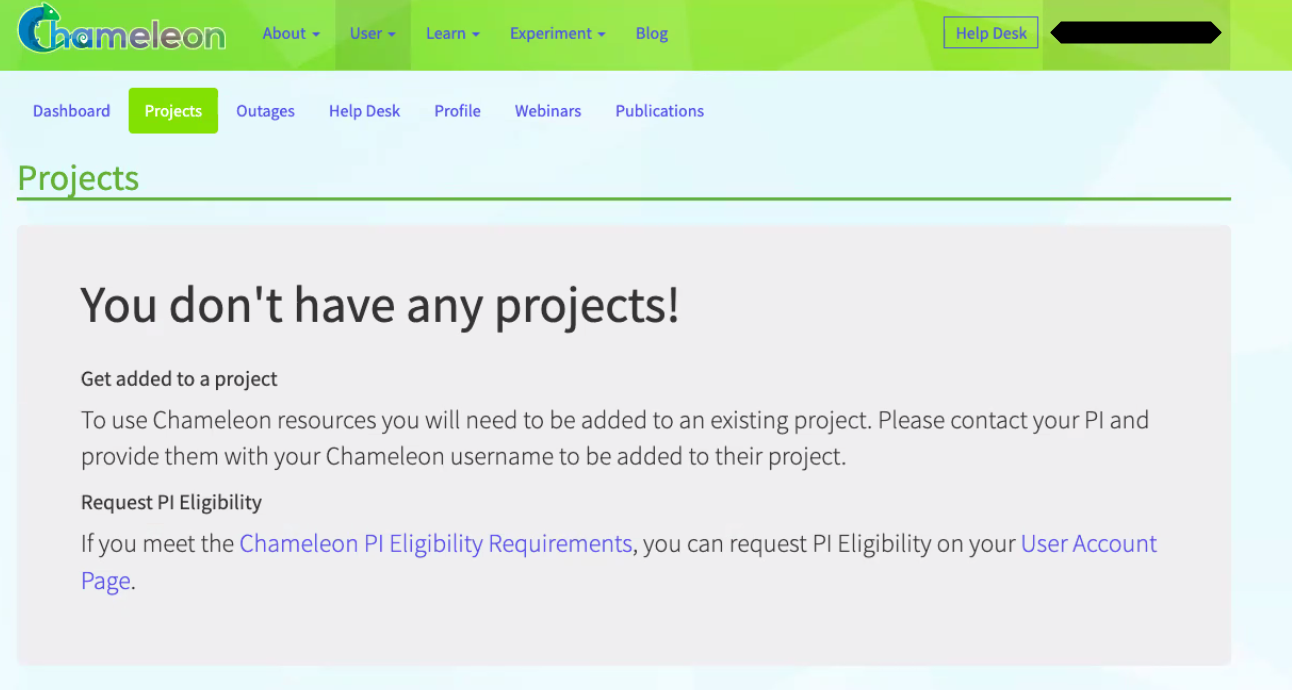 Chameleon About User Learn Experiment Blog Help Desk
Dashboard Projects Outages Help Desk Profile Webinars Publications
Projects
You don't have any projects!
Get added to a project
To use Chameleon resources you will need to be added to an existing project. Please contact your PI and
provide them with your Chameleon username to be added to their project.
Request PI Eligibility
If you meet the Chameleon PI Eligibility Requirements, you can request PI Eligibility on your User Account
Page.